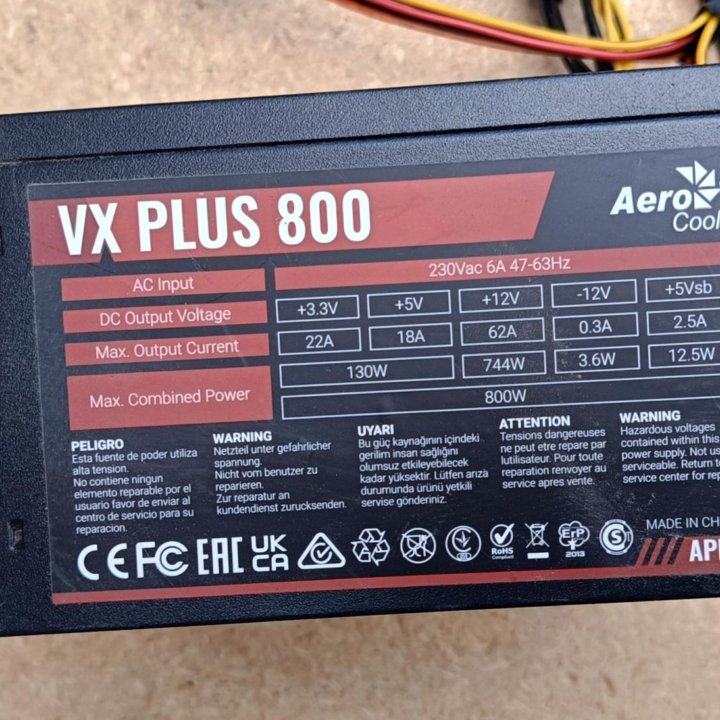 VX PLUS 800
Aero
Cool
AC Input
230Vac 6A 47-63Hz
DC Output Voltage
+3.3V
+5V
+12V
-12V
+5Vsb
Max. Output Current
22A
18A
62A
0.3A
2.5A
Max. Combined Power
130W
744W
3.6W
12.5W
800W
PELIGRO
Esta fuente de poder utiliza
alta tension.
No contiene ningun
elemento reparable por el
usuario favor de enviar al
centro de servicio para su
reparacion.
WARNING
Netzteil unter gefahrlicher
spannung.
Nicht vom benutzer zu
reparieren.
Zur reparatur an
kundendienst zurucksenden.
UYARI
Bu güç kaynağının içindeki
gerilim insan sağlığını
olumsuz etkileyebilecek
kadar yüksektir. Lütfen arıza
durumunda ürünü yetkili
servise gönderiniz.
ATTENTION
Tensions dangereuses
ne peut etre repare par
lutilisateur. Pour toute
reparation renvoyer au
service apres vente.
WARNING
Hazardous voltages
contained within this
power supply. Not us
serviceable. Return t
service center for rep
CE FC EAC UK
CA
RoHS
Compliant
ErP
2013
S
MADE IN CH